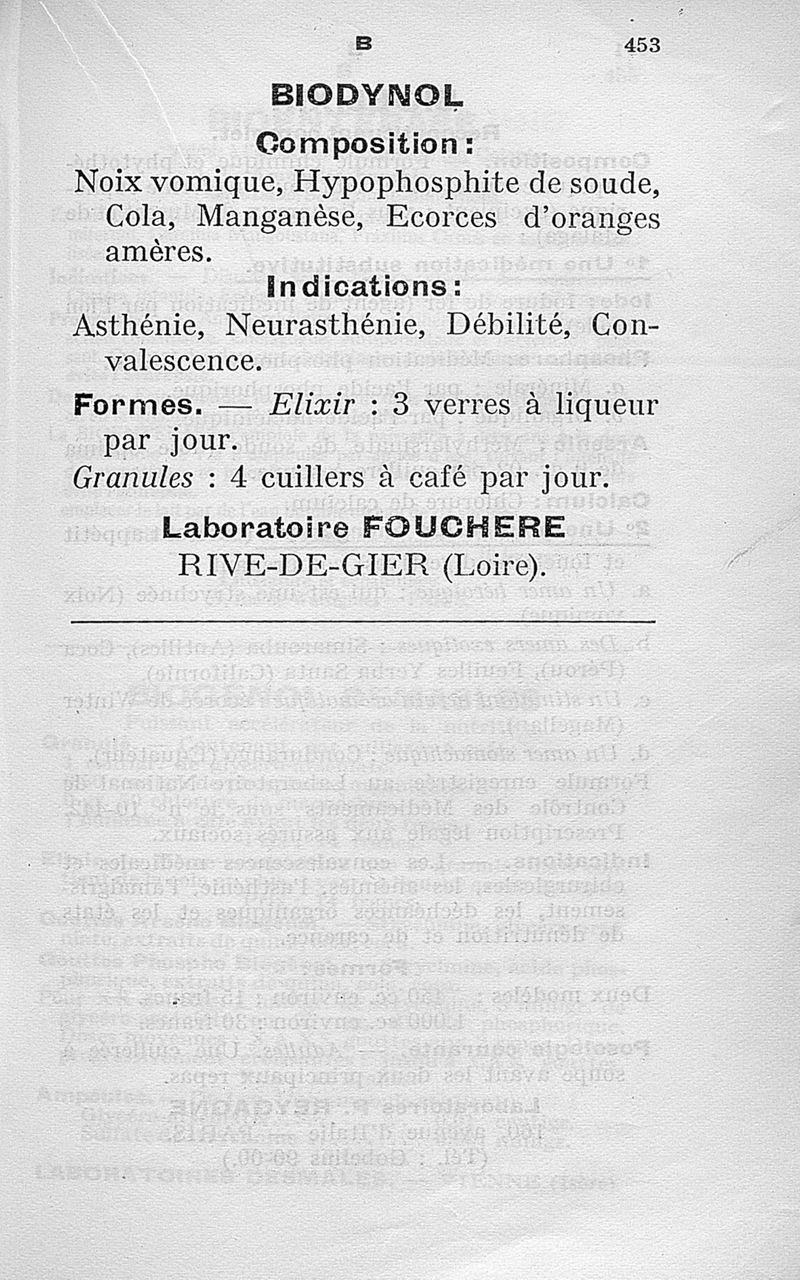 B 453
BIODYNOL
Composition :
Noix vomique, Hypophosphite de soude,
Cola, Manganèse, Ecorces d'oranges
amères.
Indications :
Asthénie, Neurasthénie, Débilité, Con-
valescence.
Formes. — Elixir : 3 verres à liqueur
par jour.
Granules : 4 cuillers à café par jour.
Laboratoire FOUCHERE
RIVE-DE-GIER (Loire).